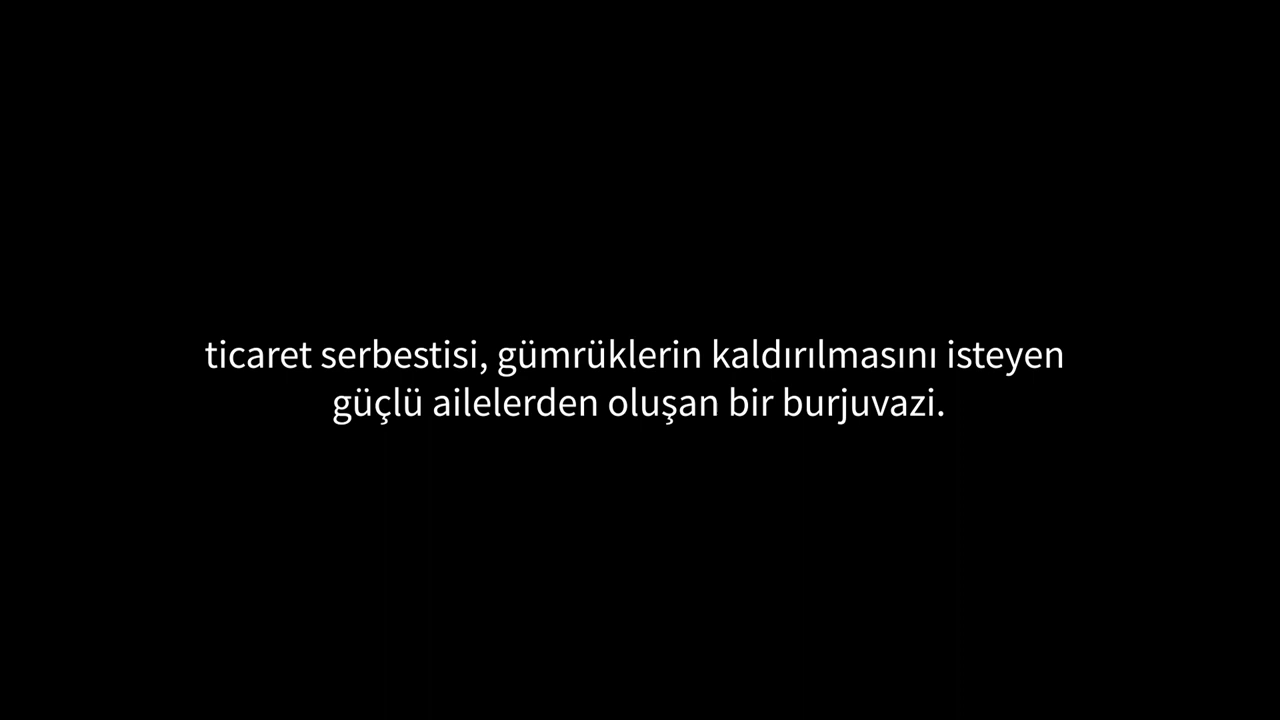 ticaret serbestisi, gümrüklerin kaldırılmasını isteyen
güçlü ailelerden oluşan bir burjuvazi.